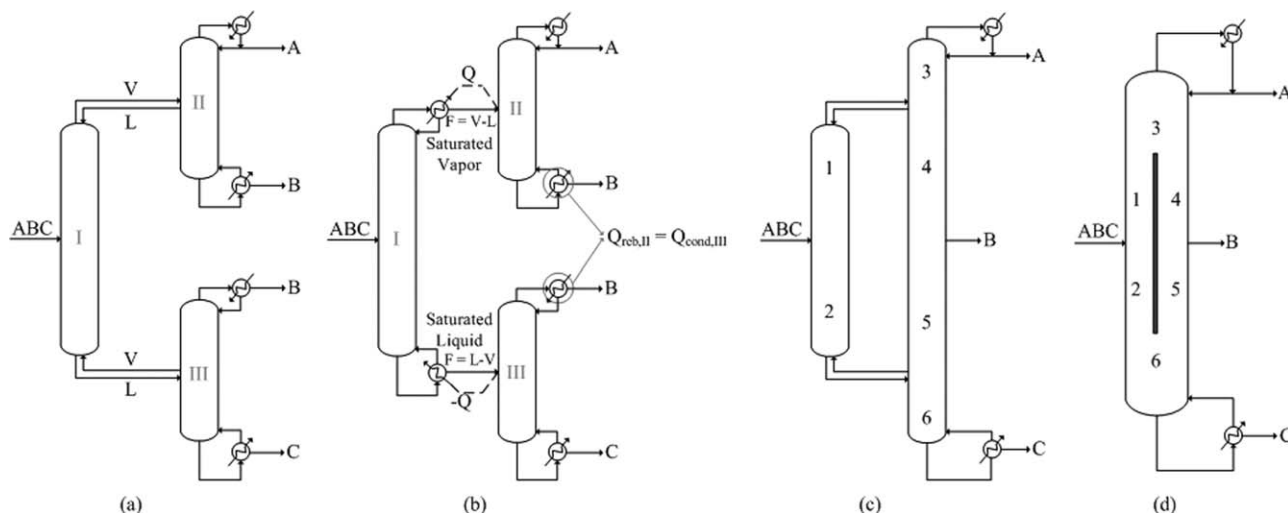 A
V
II
L
B
ABC
I
B
V
III
L
C
(a)
A
Q
II
F = V-L
Saturated
Vapor
B
ABC
I
Q_reb,II = Q_cond,III
B
Saturated
Liquid
F = L-V
III
-Q
C
(b)
3
A
1
4
ABC
B
2
5
6
C
(c)
A
3
1
4
ABC
B
2
5
6
C
(d)